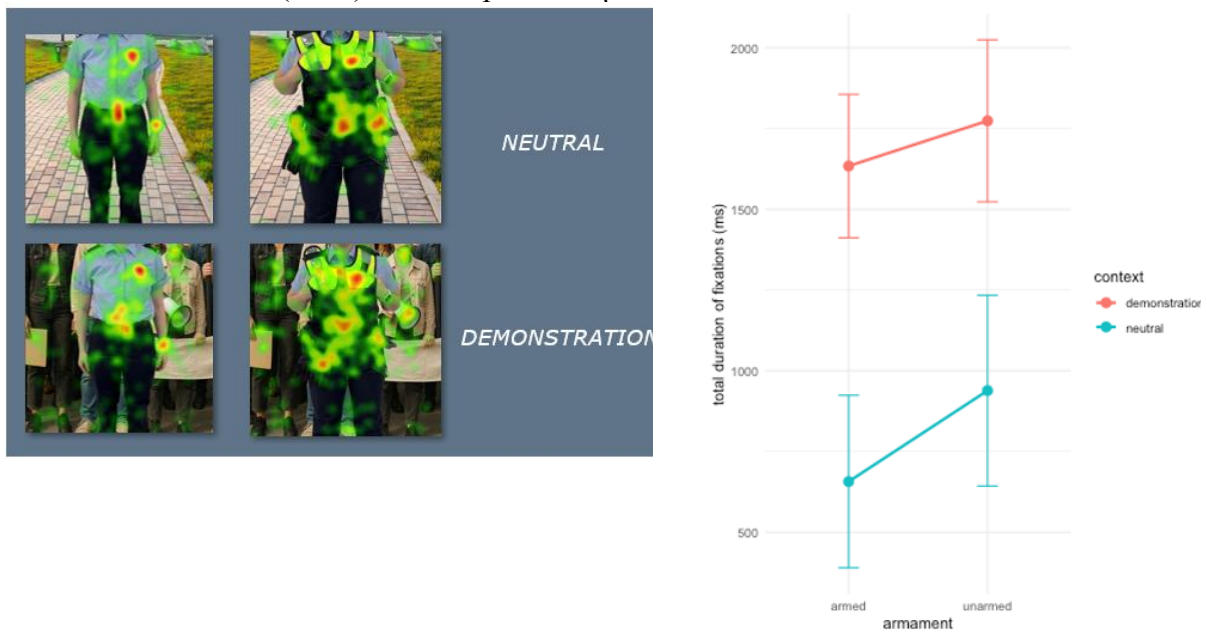 NEUTRAL
DEMONSTRATION
2000
1500
1000
500
total duration of fixations (ms)
armed
unarmed
armament
context
demonstration
neutral